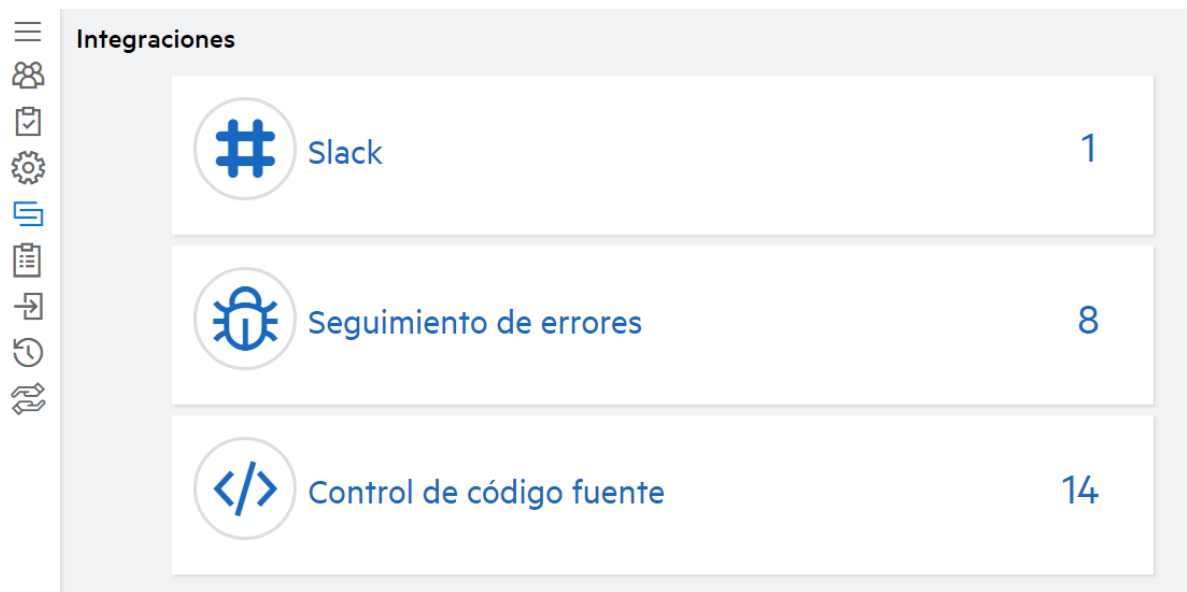 Integraciones
Slack 1
Seguimiento de errores 8
Control de código fuente 14